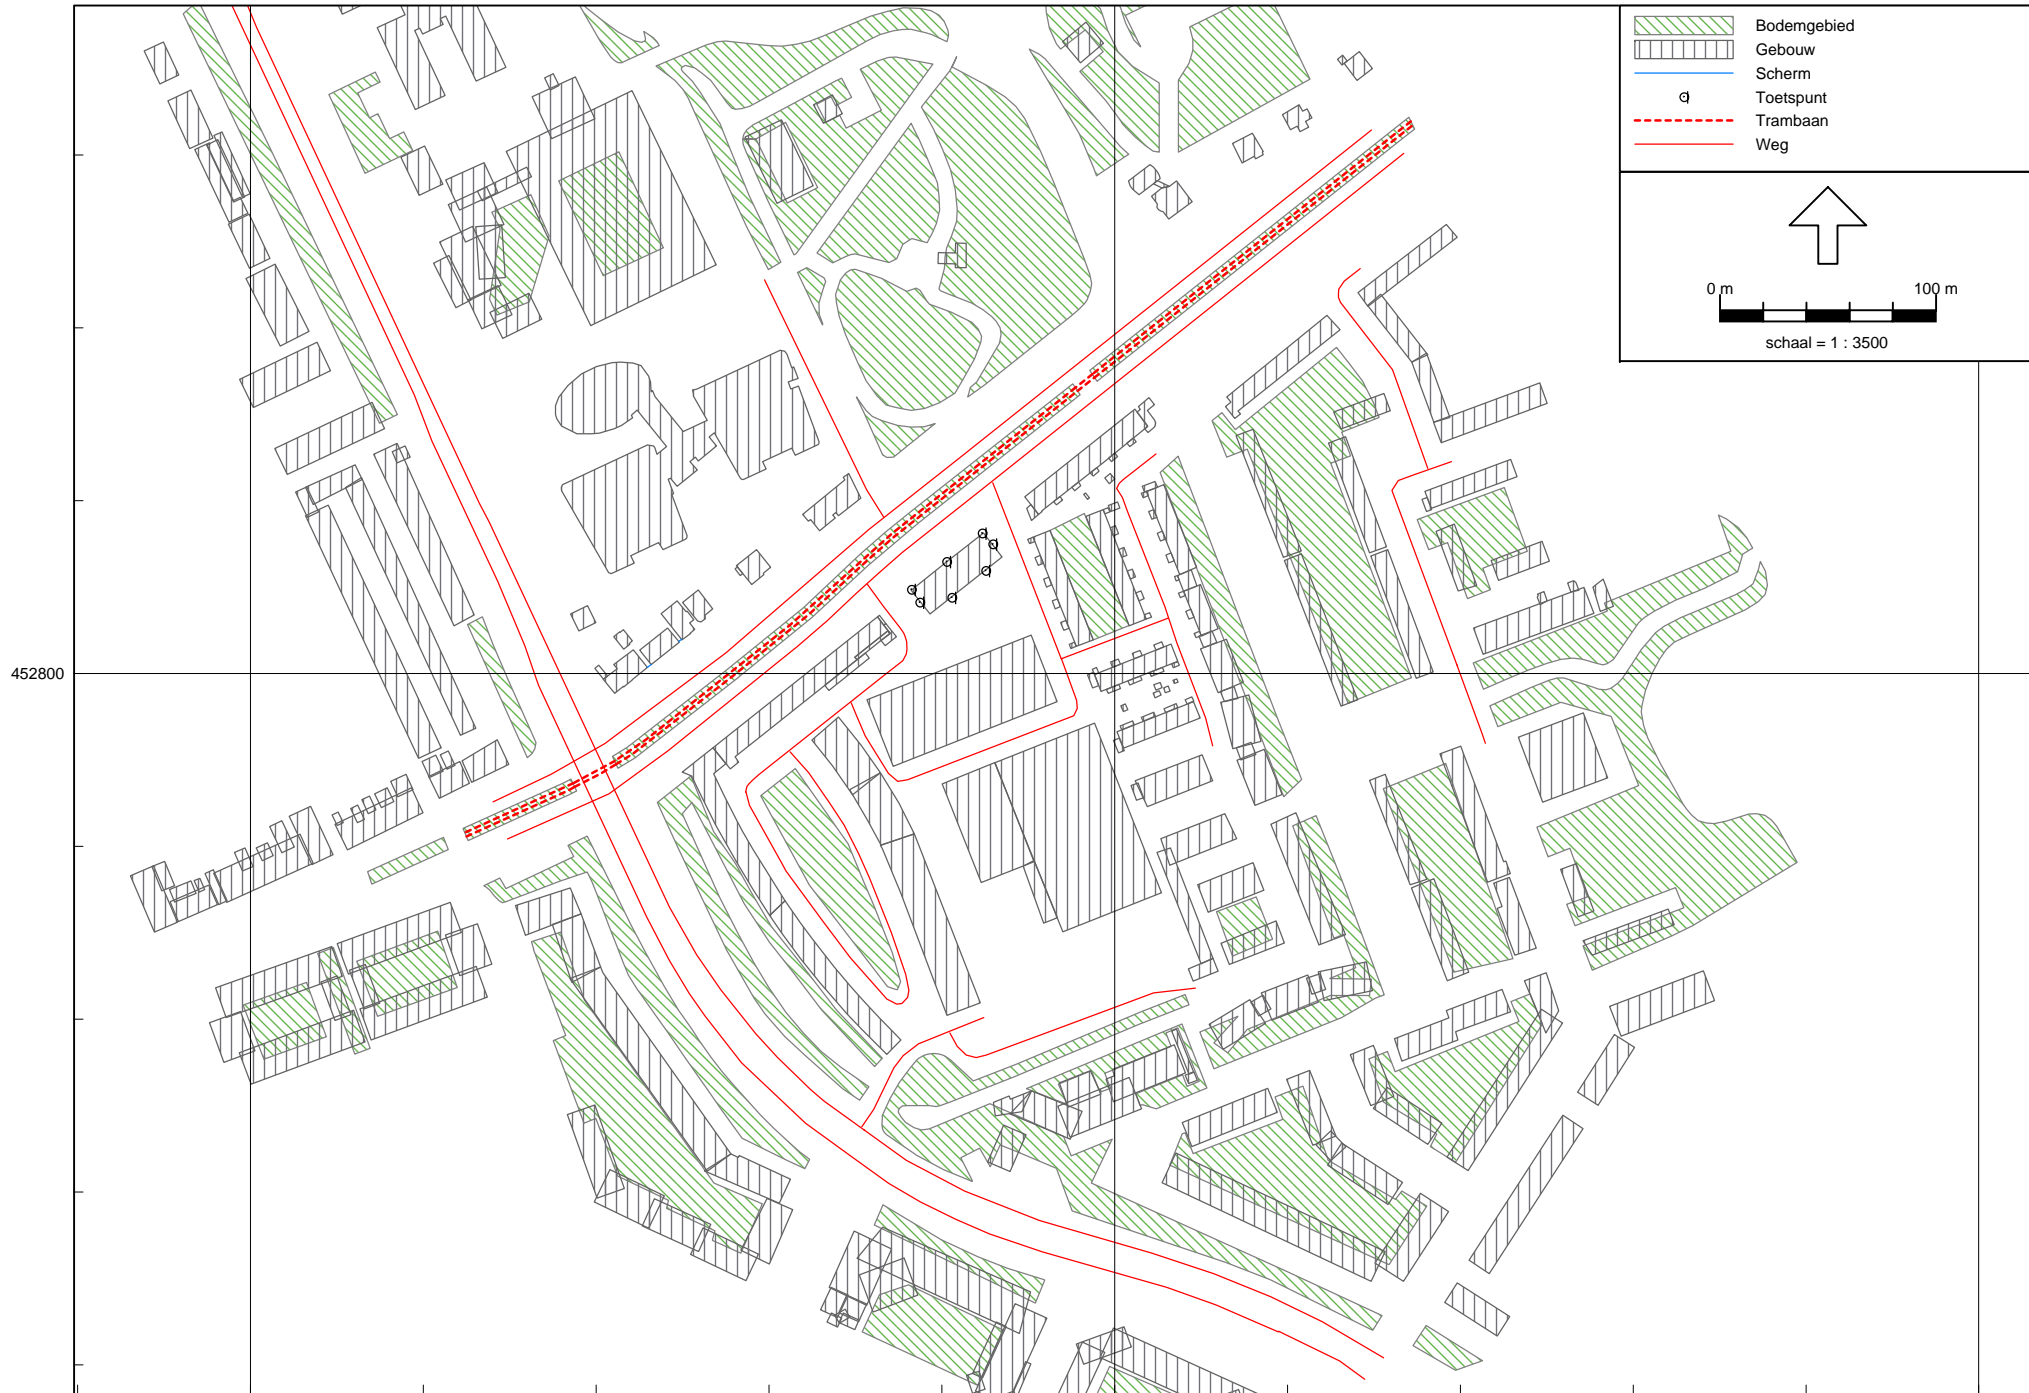 Bodemgebied
Gebouw
Scherm
Toetspunt
Trambaan
Weg
0 m 100 m
schaal = 1 : 3500
452800